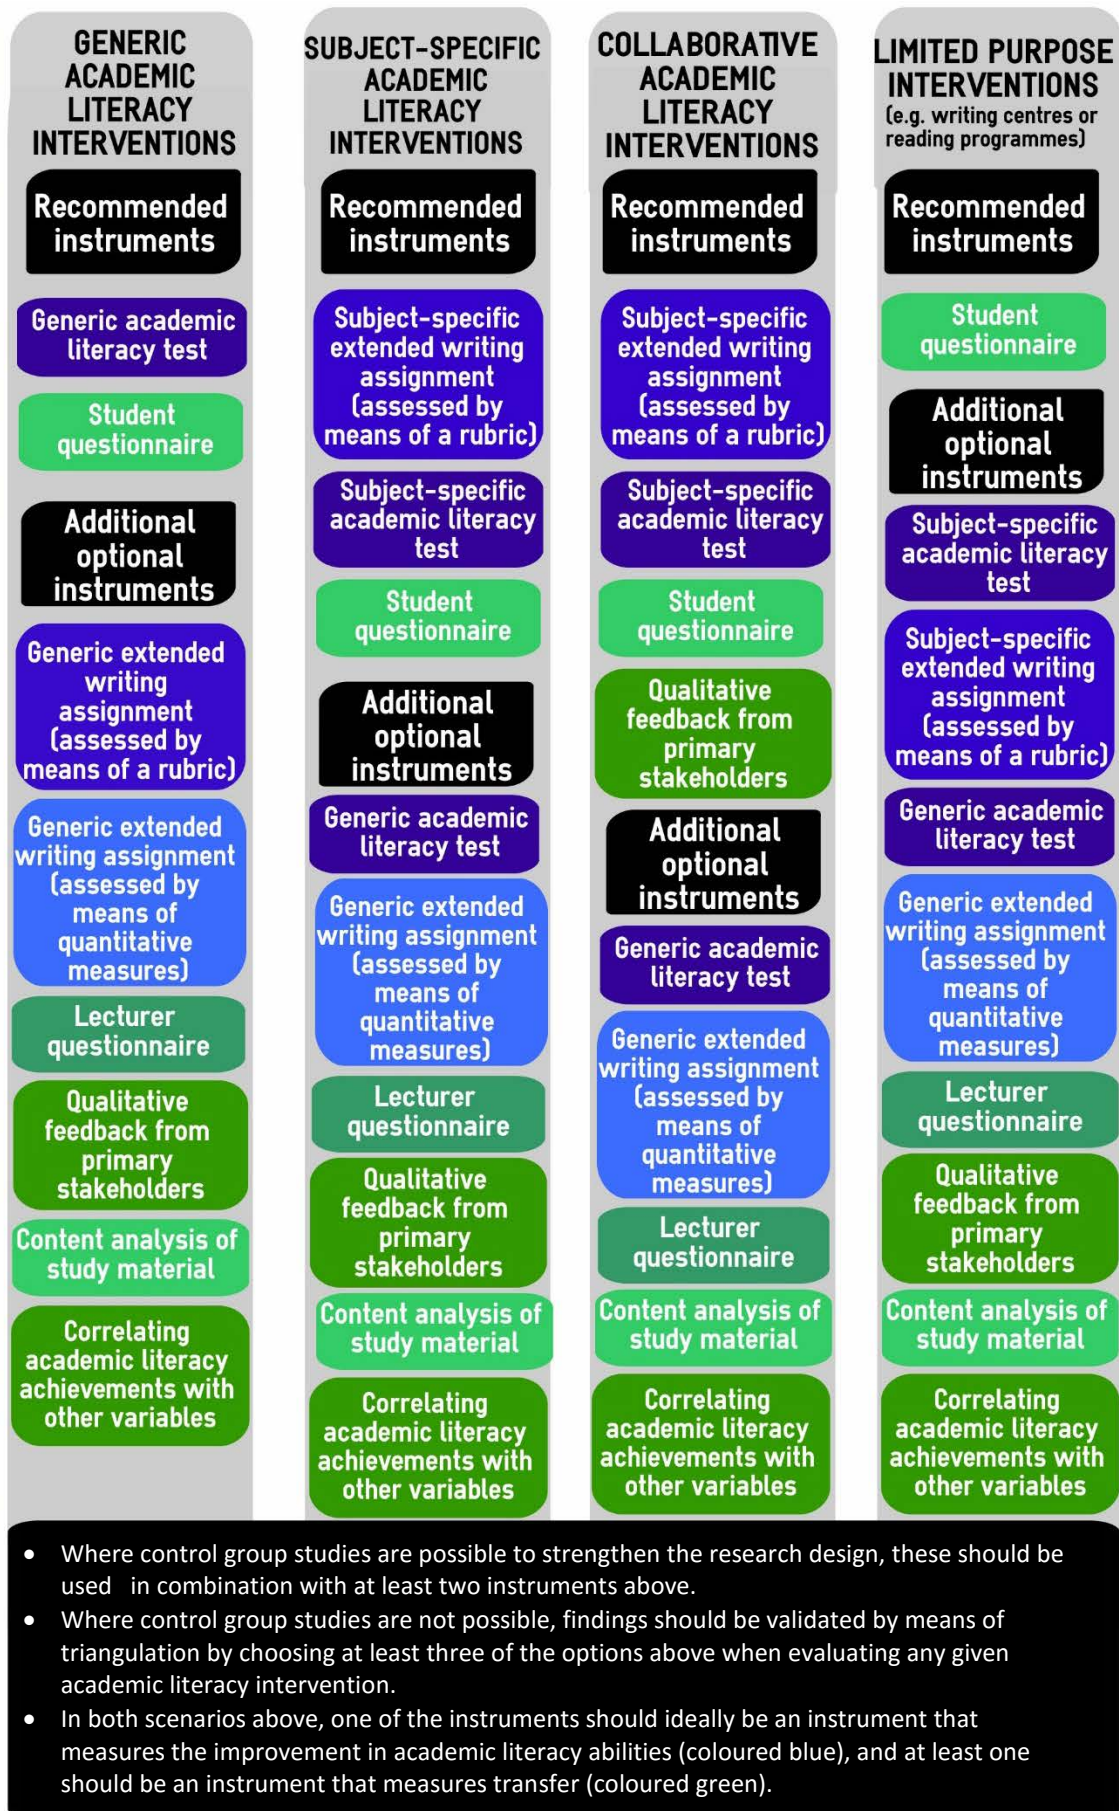 GENERIC
ACADEMIC
LITERACY
INTERVENTIONS
Recommended
instruments
Generic academic
literacy test
Student
questionnaire
Additional
optional
instruments
Generic extended
writing
assignment
(assessed by
means of a rubric)
Generic extended
writing assignment
(assessed by
means of
quantitative
measures)
Lecturer
questionnaire
Qualitative
feedback from
primary
stakeholders
Content analysis of
study material
Correlating
academic literacy
achievements with
other variables
SUBJECT-SPECIFIC
ACADEMIC
LITERACY
INTERVENTIONS
Recommended
instruments
Subject-specific
extended writing
assignment
(assessed by
means of a rubric)
Subject-specific
academic literacy
test
Student
questionnaire
Additional
optional
instruments
Generic academic
literacy test
Generic extended
writing assignment
(assessed by
means of
quantitative
measures)
Lecturer
questionnaire
Qualitative
feedback from
primary
stakeholders
Content analysis of
study material
Correlating
academic literacy
achievements with
other variables
COLLABORATIVE
ACADEMIC
LITERACY
INTERVENTIONS
Recommended
instruments
Subject-specific
extended writing
assignment
(assessed by
means of a rubric)
Subject-specific
academic literacy
test
Student
questionnaire
Qualitative
feedback from
primary
stakeholders
Additional
optional
instruments
Generic academic
literacy test
Generic extended
writing assignment
(assessed by
means of
quantitative
measures)
Lecturer
questionnaire
Content analysis of
study material
Correlating
academic literacy
achievements with
other variables
LIMITED PURPOSE
INTERVENTIONS
(e.g. writing centres or
reading programmes)
Recommended
instruments
Student
questionnaire
Additional
optional
instruments
Subject-specific
academic literacy
test
Subject-specific
extended writing
assignment
(assessed by
means of a rubric)
Generic academic
literacy test
Generic extended
writing assignment
(assessed by
means of
quantitative
measures)
Lecturer
questionnaire
Qualitative
feedback from
primary
stakeholders
Content analysis of
study material
Correlating
academic literacy
achievements with
other variables
• Where control group studies are possible to strengthen the research design, these should be
used in combination with at least two instruments above.
• Where control group studies are not possible, findings should be validated by means of
triangulation by choosing at least three of the options above when evaluating any given
academic literacy intervention.
• In both scenarios above, one of the instruments should ideally be an instrument that
measures the improvement in academic literacy abilities (coloured blue), and at least one
should be an instrument that measures transfer (coloured green).